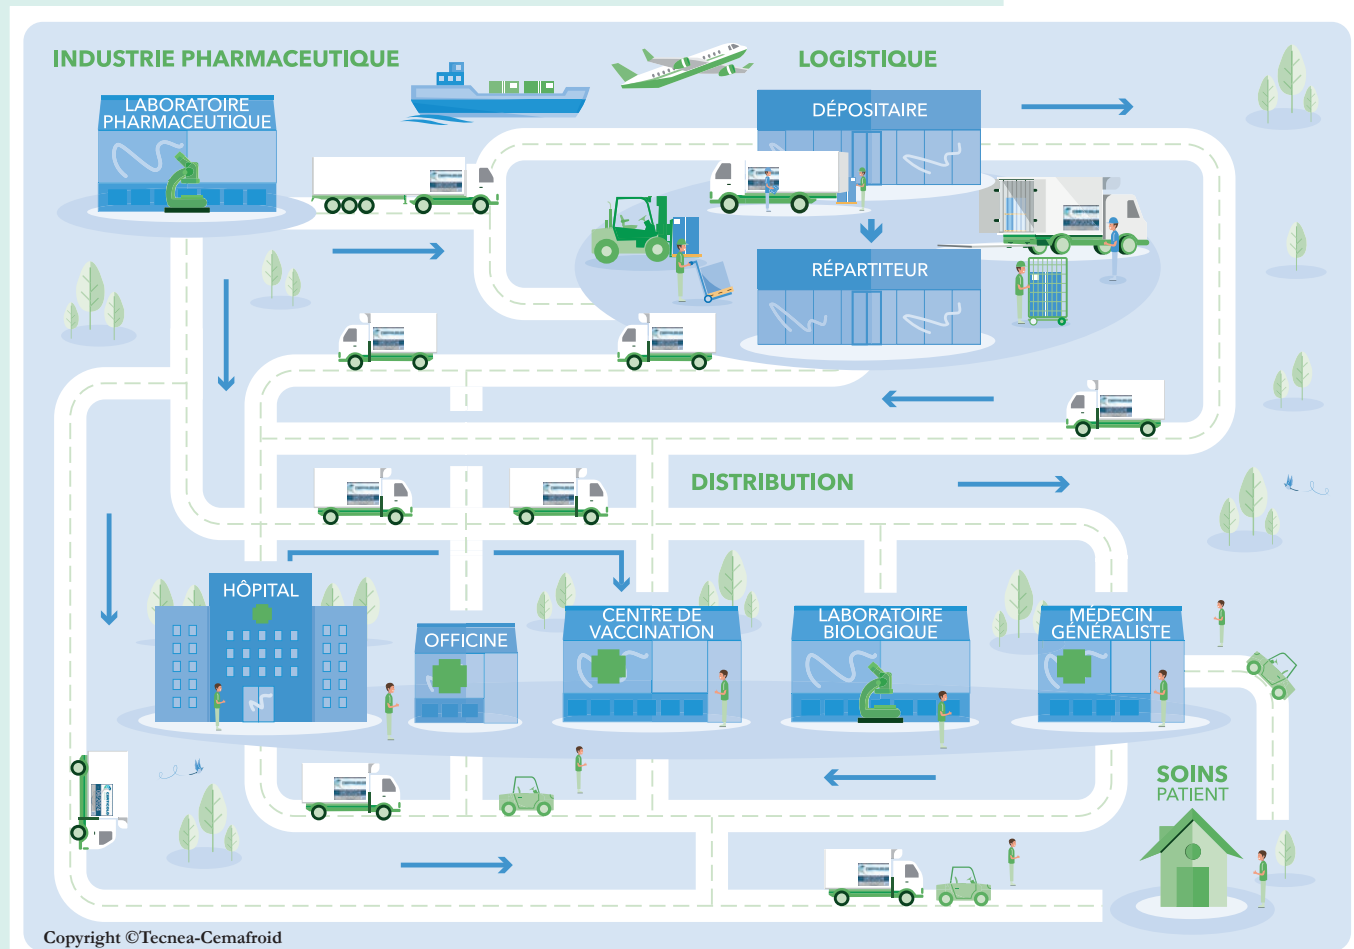 INDUSTRIE PHARMACEUTIQUE
LOGISTIQUE
LABORATOIRE
PHARMACEUTIQUE
DÉPOSITAIRE
RÉPARTITEUR
DISTRIBUTION
HÔPITAL
OFFICINE
CENTRE DE
VACCINATION
LABORATOIRE
BIOLOGIQUE
MÉDECIN
GÉNÉRALISTE
SOINS
PATIENT
Copyright ©Tecnea-Cemafroid